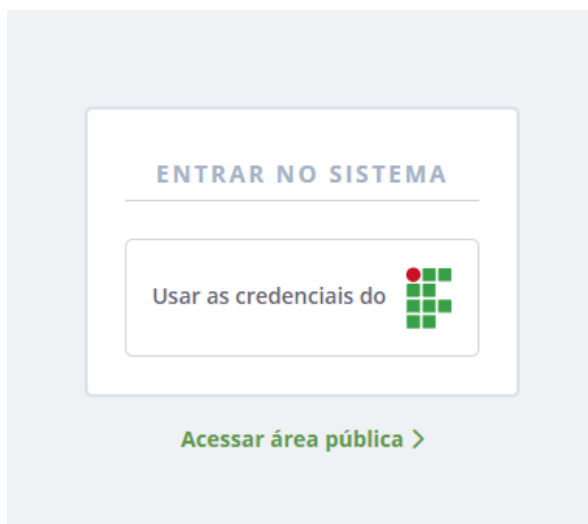 ENTRAR NO SISTEMA
Usar as credenciais do
Acessar área pública